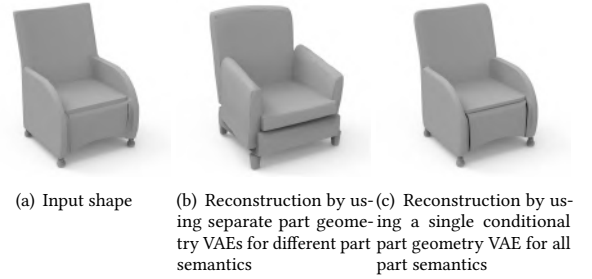 (a) Input shape
(b) Reconstruction by us-
ing separate part geome-
try VAEs for different part
semantics
(c) Reconstruction by us-
ing a single conditional
part geometry VAE for all
part semantics